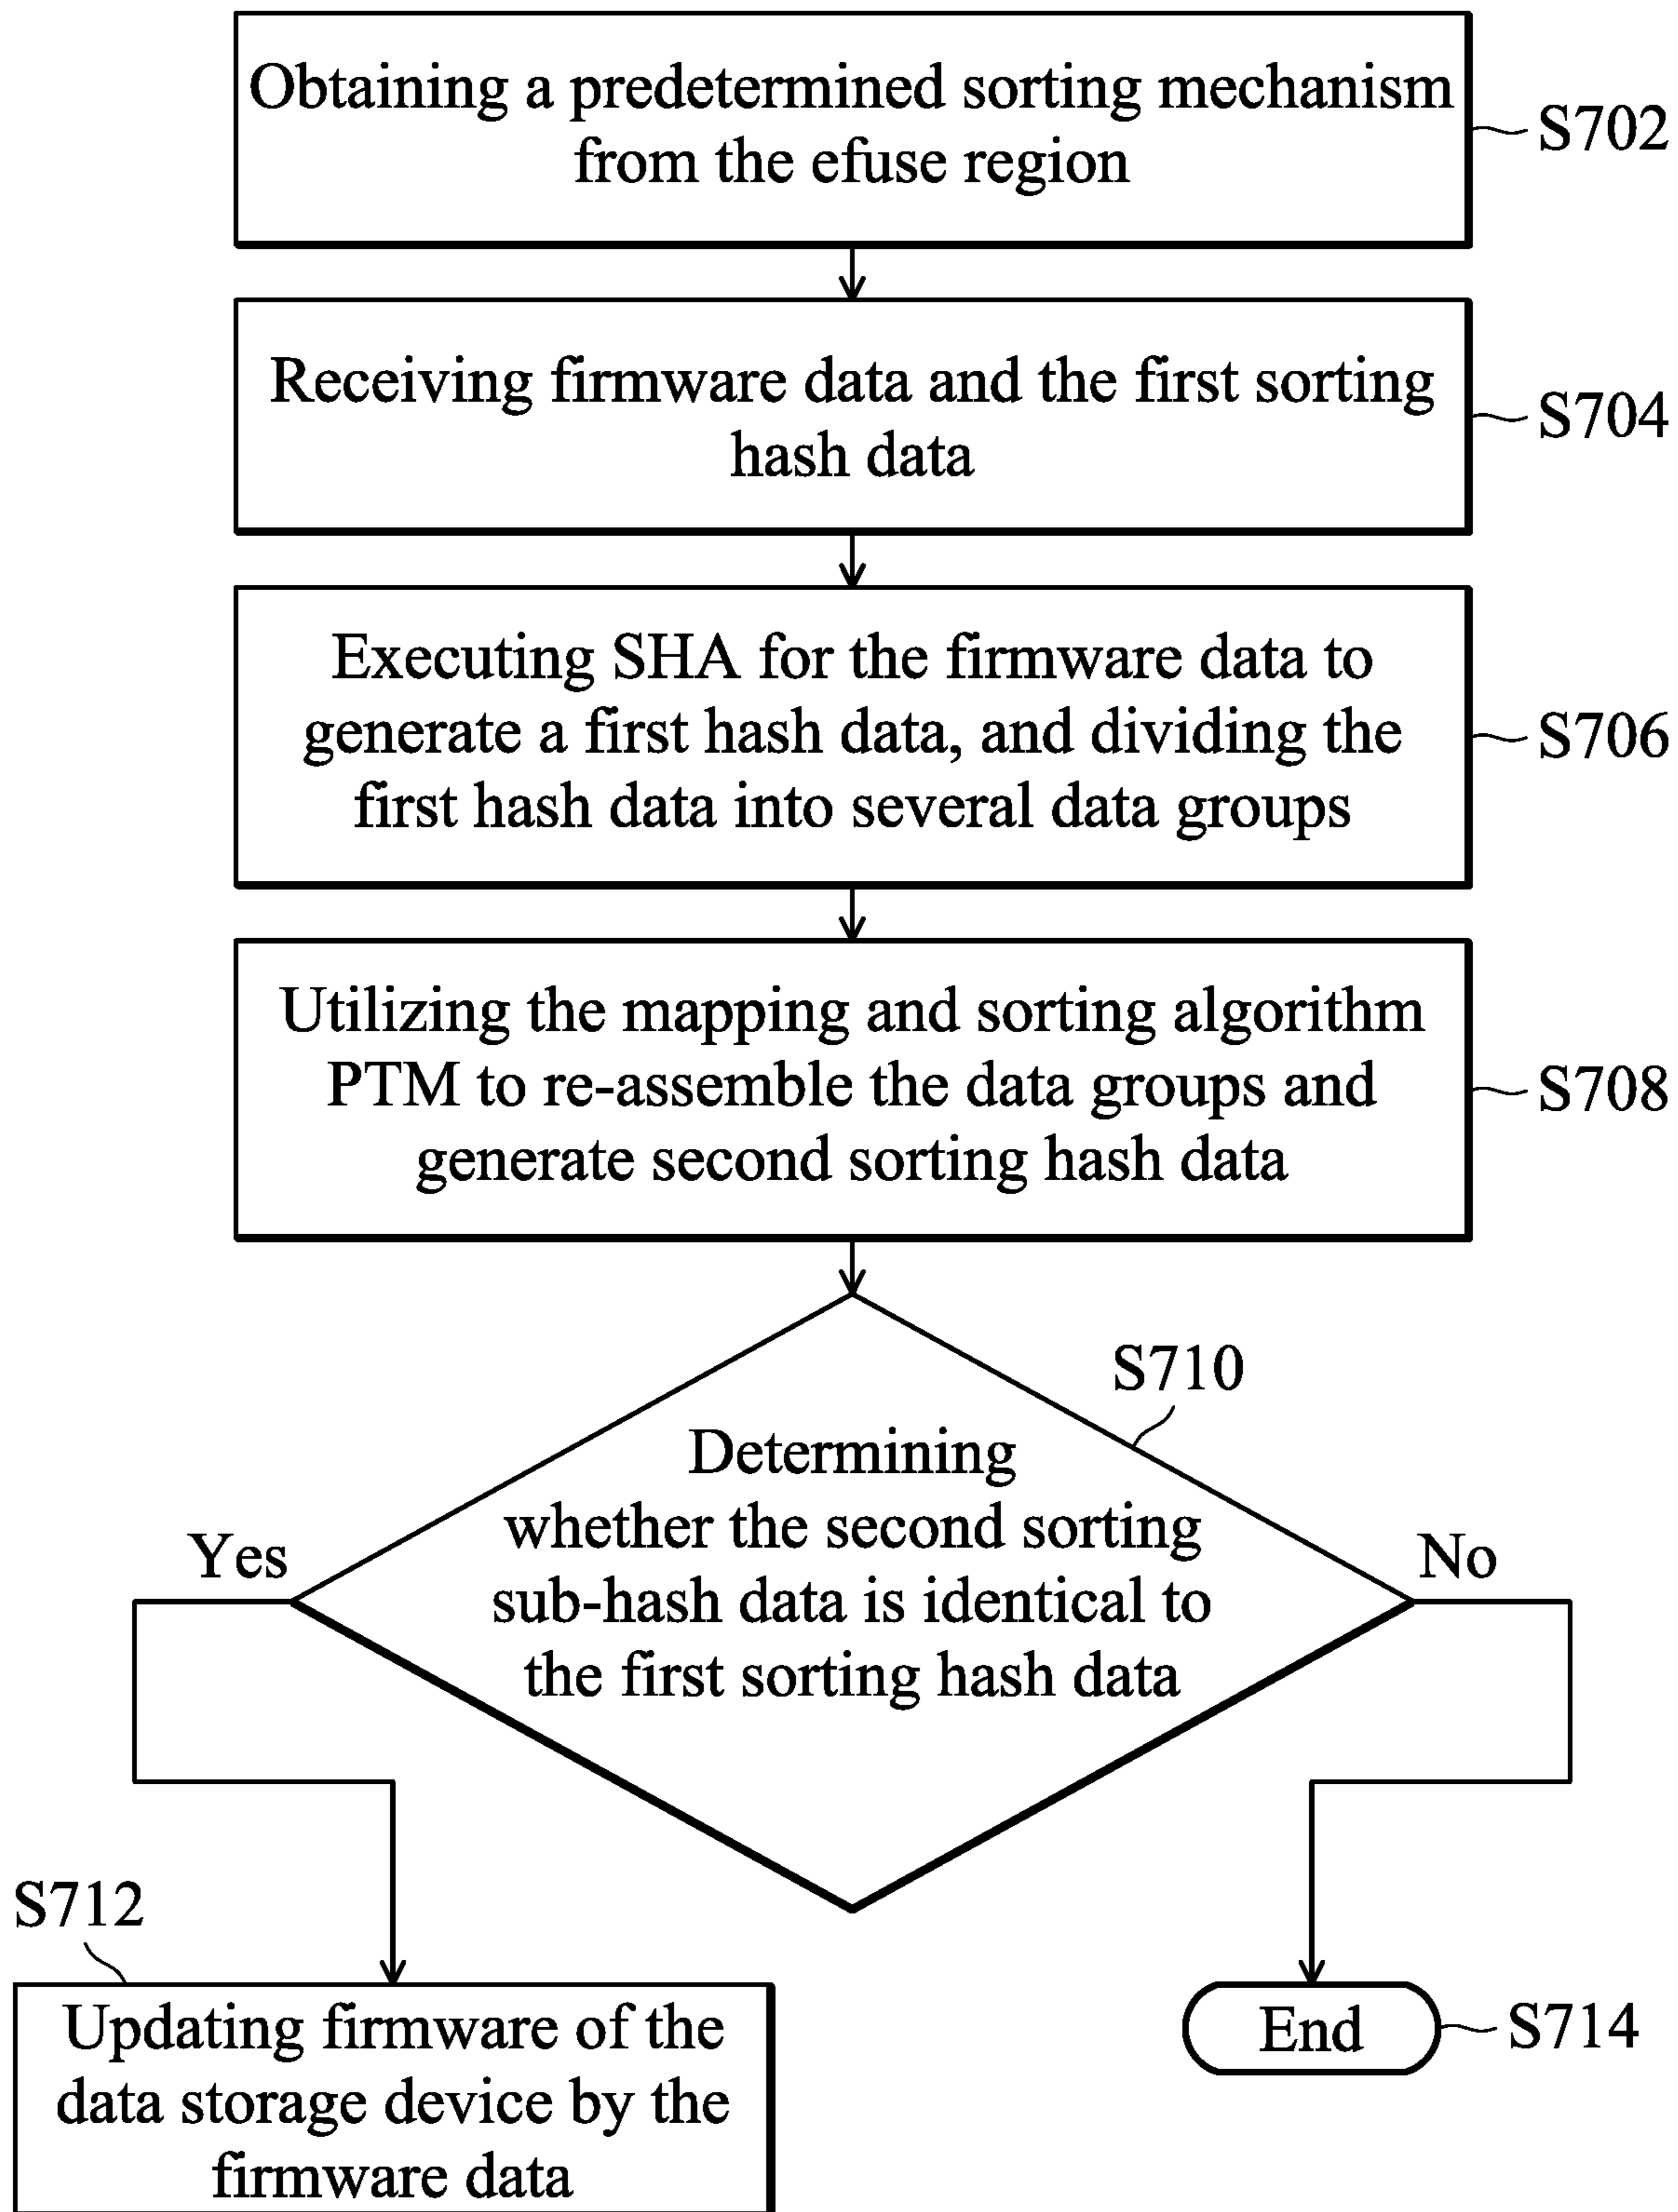 Obtaining a predetermined sorting mechanism
from the efuse region
S702
Receiving firmware data and the first sorting
hash data
S704
Executing SHA for the firmware data to
generate a first hash data, and dividing the
first hash data into several data groups
S706
Utilizing the mapping and sorting algorithm
PTM to re-assemble the data groups and
generate second sorting hash data
S708
S710
Determining
whether the second sorting
sub-hash data is identical to
the first sorting hash data
Yes
No
S712
Updating firmware of the
data storage device by the
firmware data
End
S714